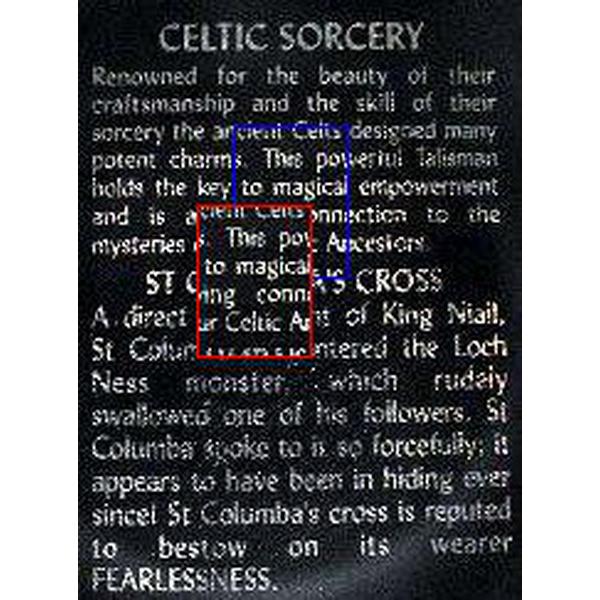 CELTIC SORCERY
Renowned for the beauty of their
craftsmanship and the skill of their
sorcery the ancient Celts designed many
potent charms. This powerful Talisman
holds the key to magical empowerment
and is Celts to the
mysteries This Ancestors.
to magical
ST CROSS
A direct Celtic of King Niall,
St the Loch
Ness monster, which rudely
swallowed one of his followers. St
Columba spoke to is so forcefully; it
appears to have been in hiding ever
since! St Columba's cross is reputed
to bestow on its wearer
FEARLESSNESS.